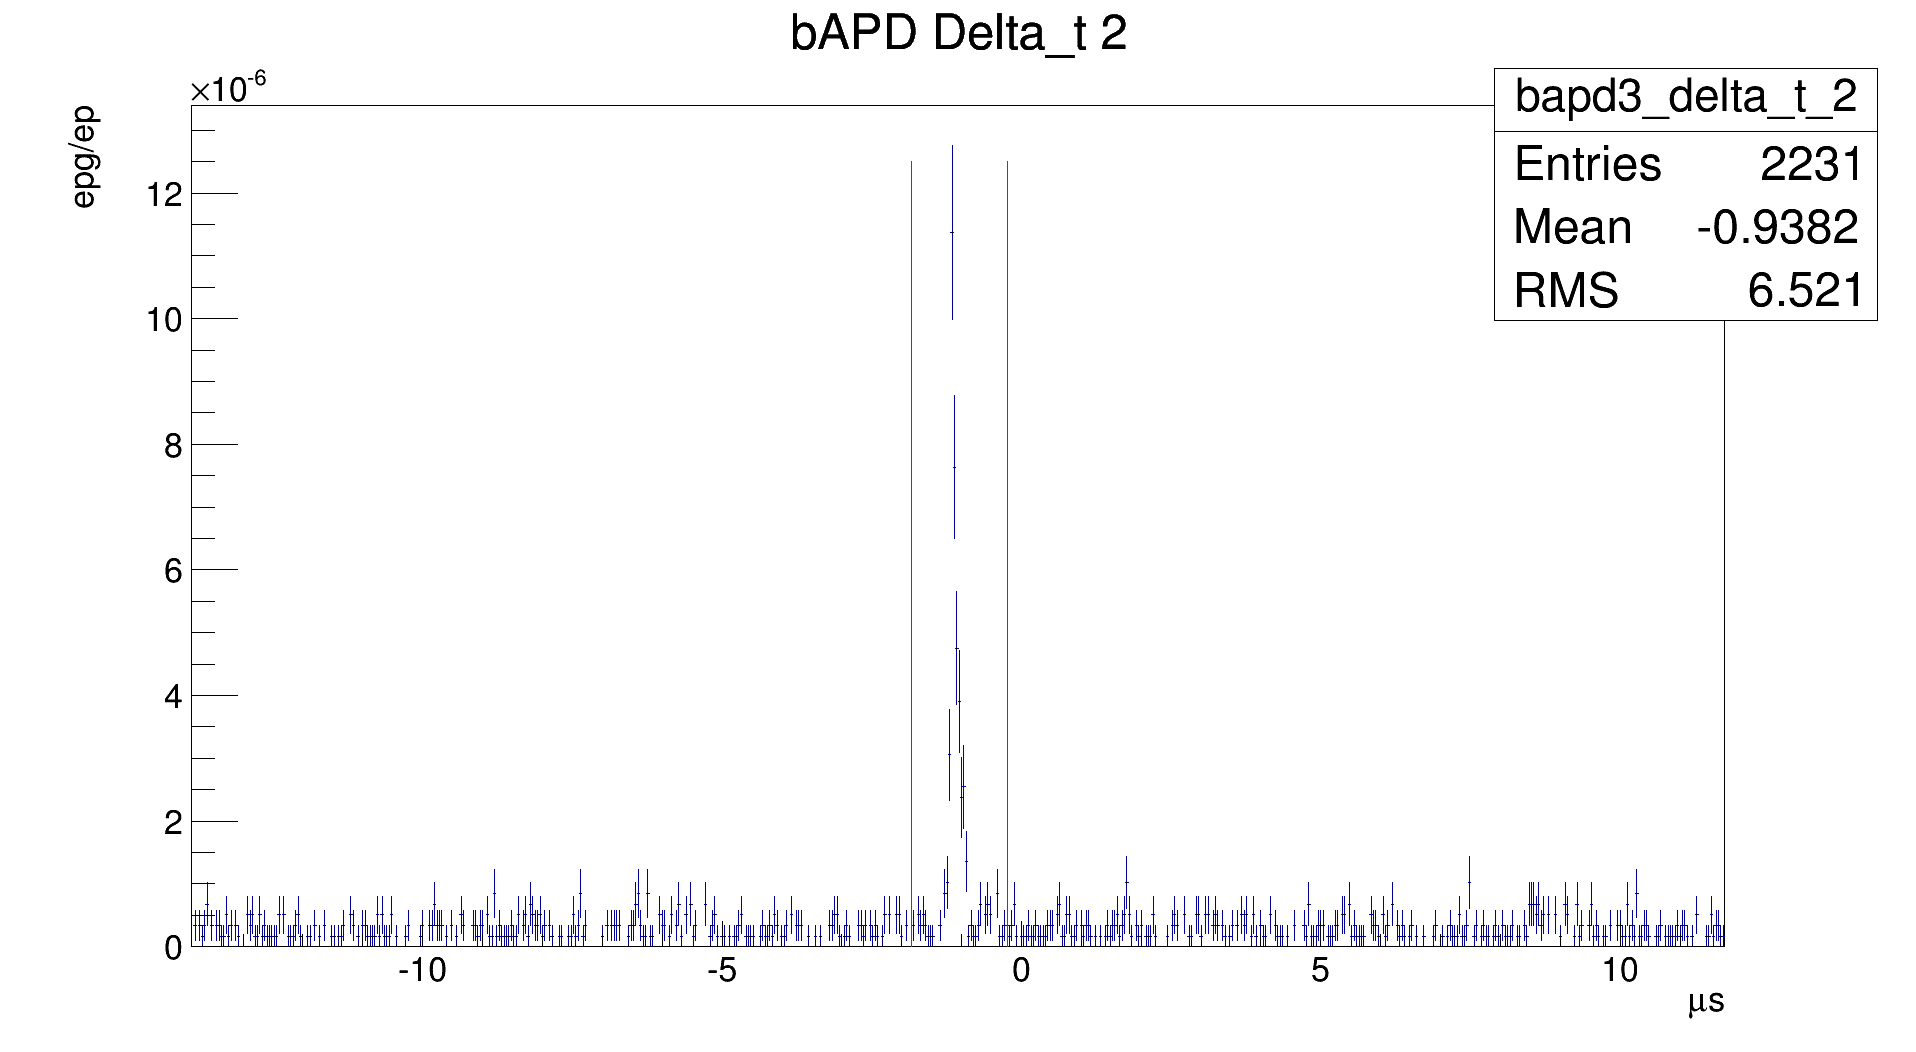 bAPD Delta_t 2
×10-6
epg/ep
bapd3_delta_t_2
Entries 2231
Mean -0.9382
RMS 6.521
12
10
8
6
4
2
0
-10 -5 0 5 10
μs